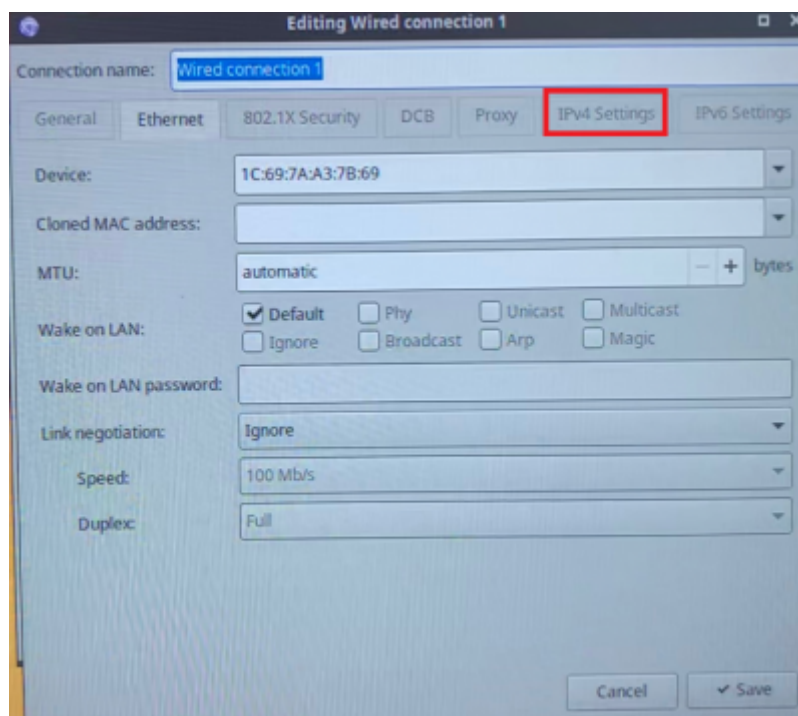 Editing Wired connection 1
Connection name: Wired connection 1
General Ethernet 802.1X Security DCB Proxy IPv4 Settings IPv6 Settings
Device: 1C:69:7A:A3:7B:69
Cloned MAC address:
MTU: automatic bytes
Default Phy Unicast Multicast
Wake on LAN:
Ignore Broadcast Arp Magic
Wake on LAN password:
Link negotiation: Ignore
Speed: 100 Mb/s
Duplex: Full
Cancel Save